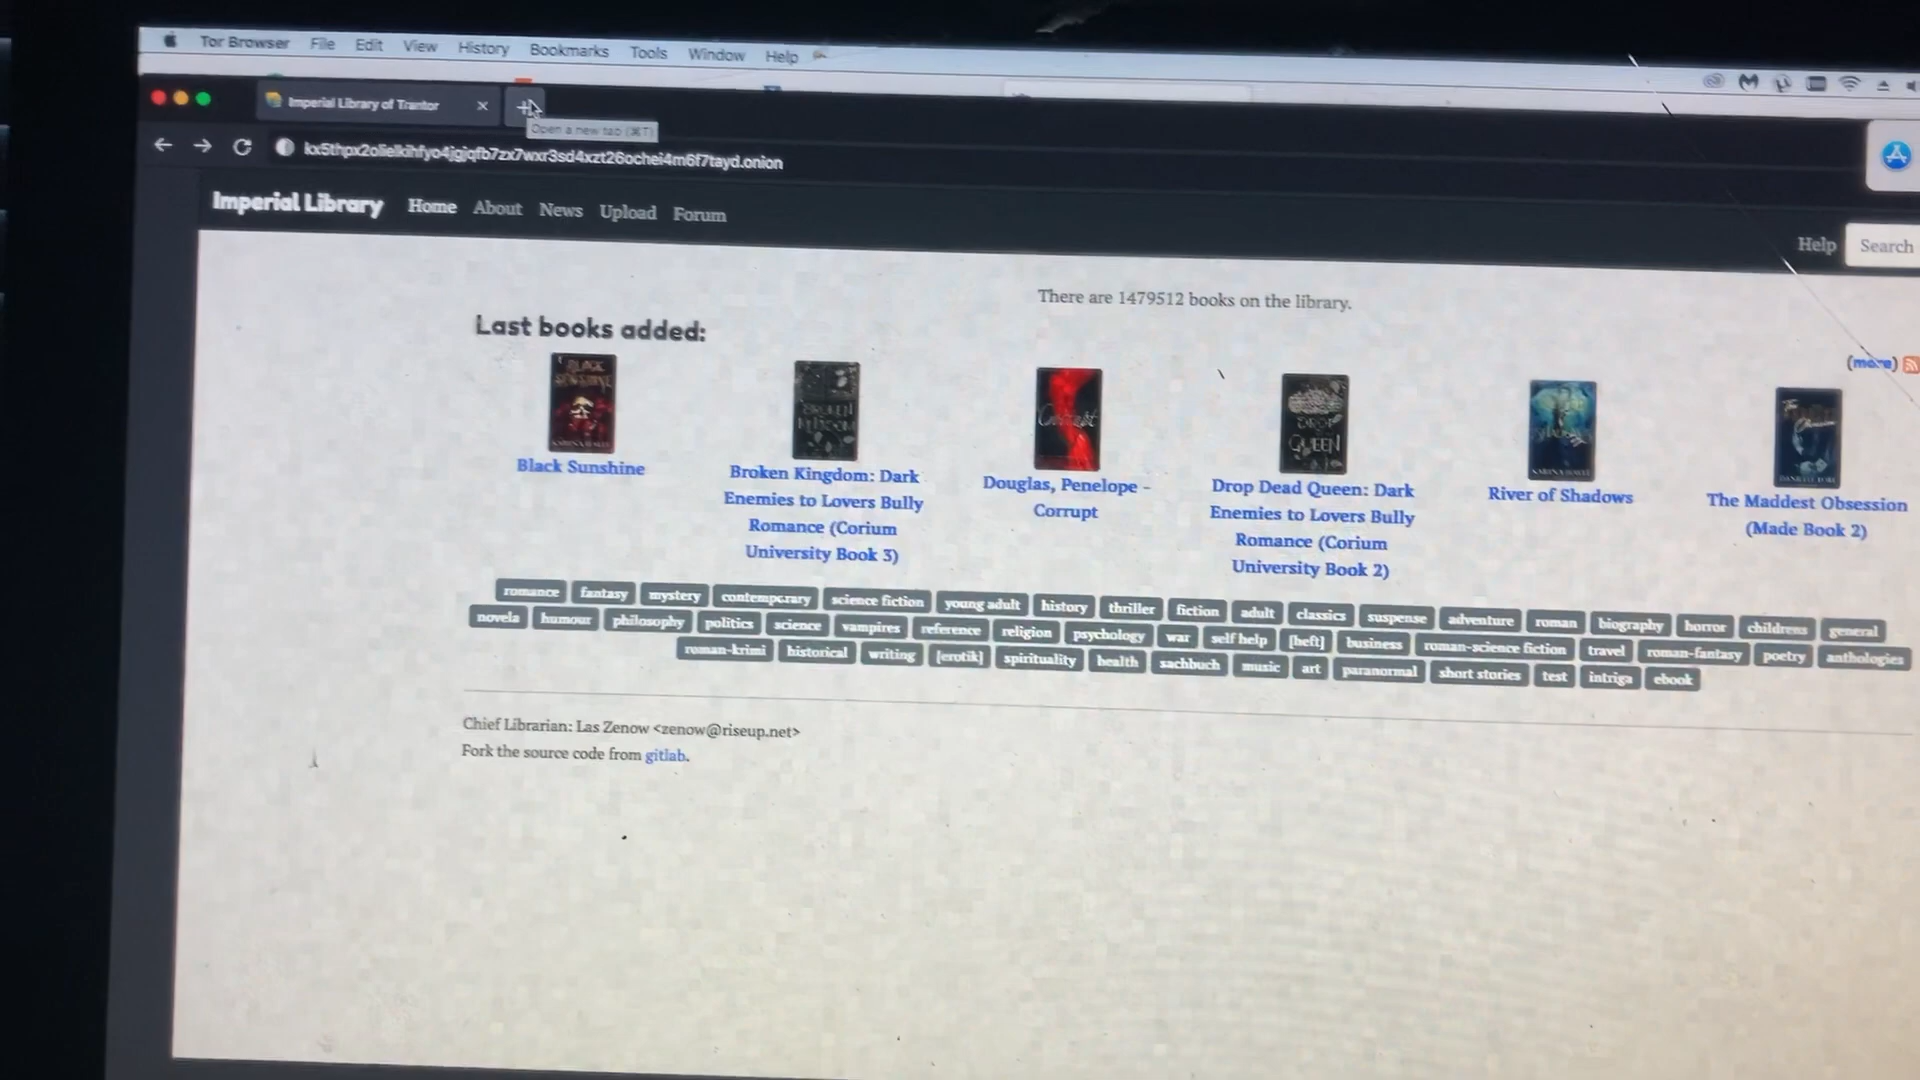 Tor Browser File Edit View History Bookmarks Tools Window Help
Imperial Library of Trantor
Open a new tab (⌘T)
Imperial Library Home About News Upload Forum
Help Search
There are 1479512 books on the library.
Last books added:
(more)
Black Sunshine
Broken Kingdom: Dark
Enemies to Lovers Bully
Romance (Corium
University Book 3)
Douglas, Penelope -
Corrupt
Drop Dead Queen: Dark
Enemies to Lovers Bully
Romance (Corium
University Book 2)
River of Shadows
The Maddest Obsession
(Made Book 2)
romance fantasy mystery contemporary science fiction young adult history thriller fiction adult classics suspense adventure roman biography horror childrens general
novela humour philosophy politics science vampires reference religion psychology war self help [heft] business roman-science fiction travel roman-fantasy poetry anthologies
roman-krimi historical writing [erotik] spirituality health sachbuch music art paranormal short stories test intriga ebook
Chief Librarian: Las Zenow <zenow@riseup.net>
Fork the source code from gitlab.